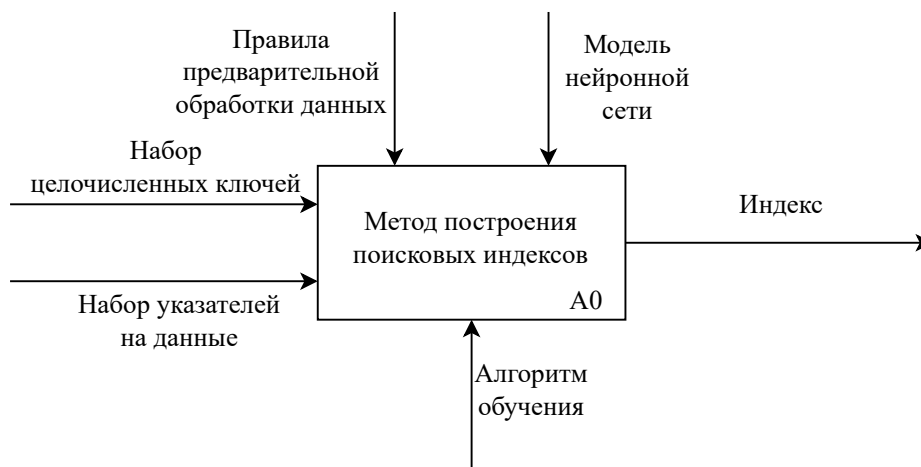 Правила
предварительной
обработки данных
Модель
нейронной
сети
Набор
целочисленных ключей
Метод построения
поисковых индексов
A0
Индекс
Набор указателей
на данные
Алгоритм
обучения